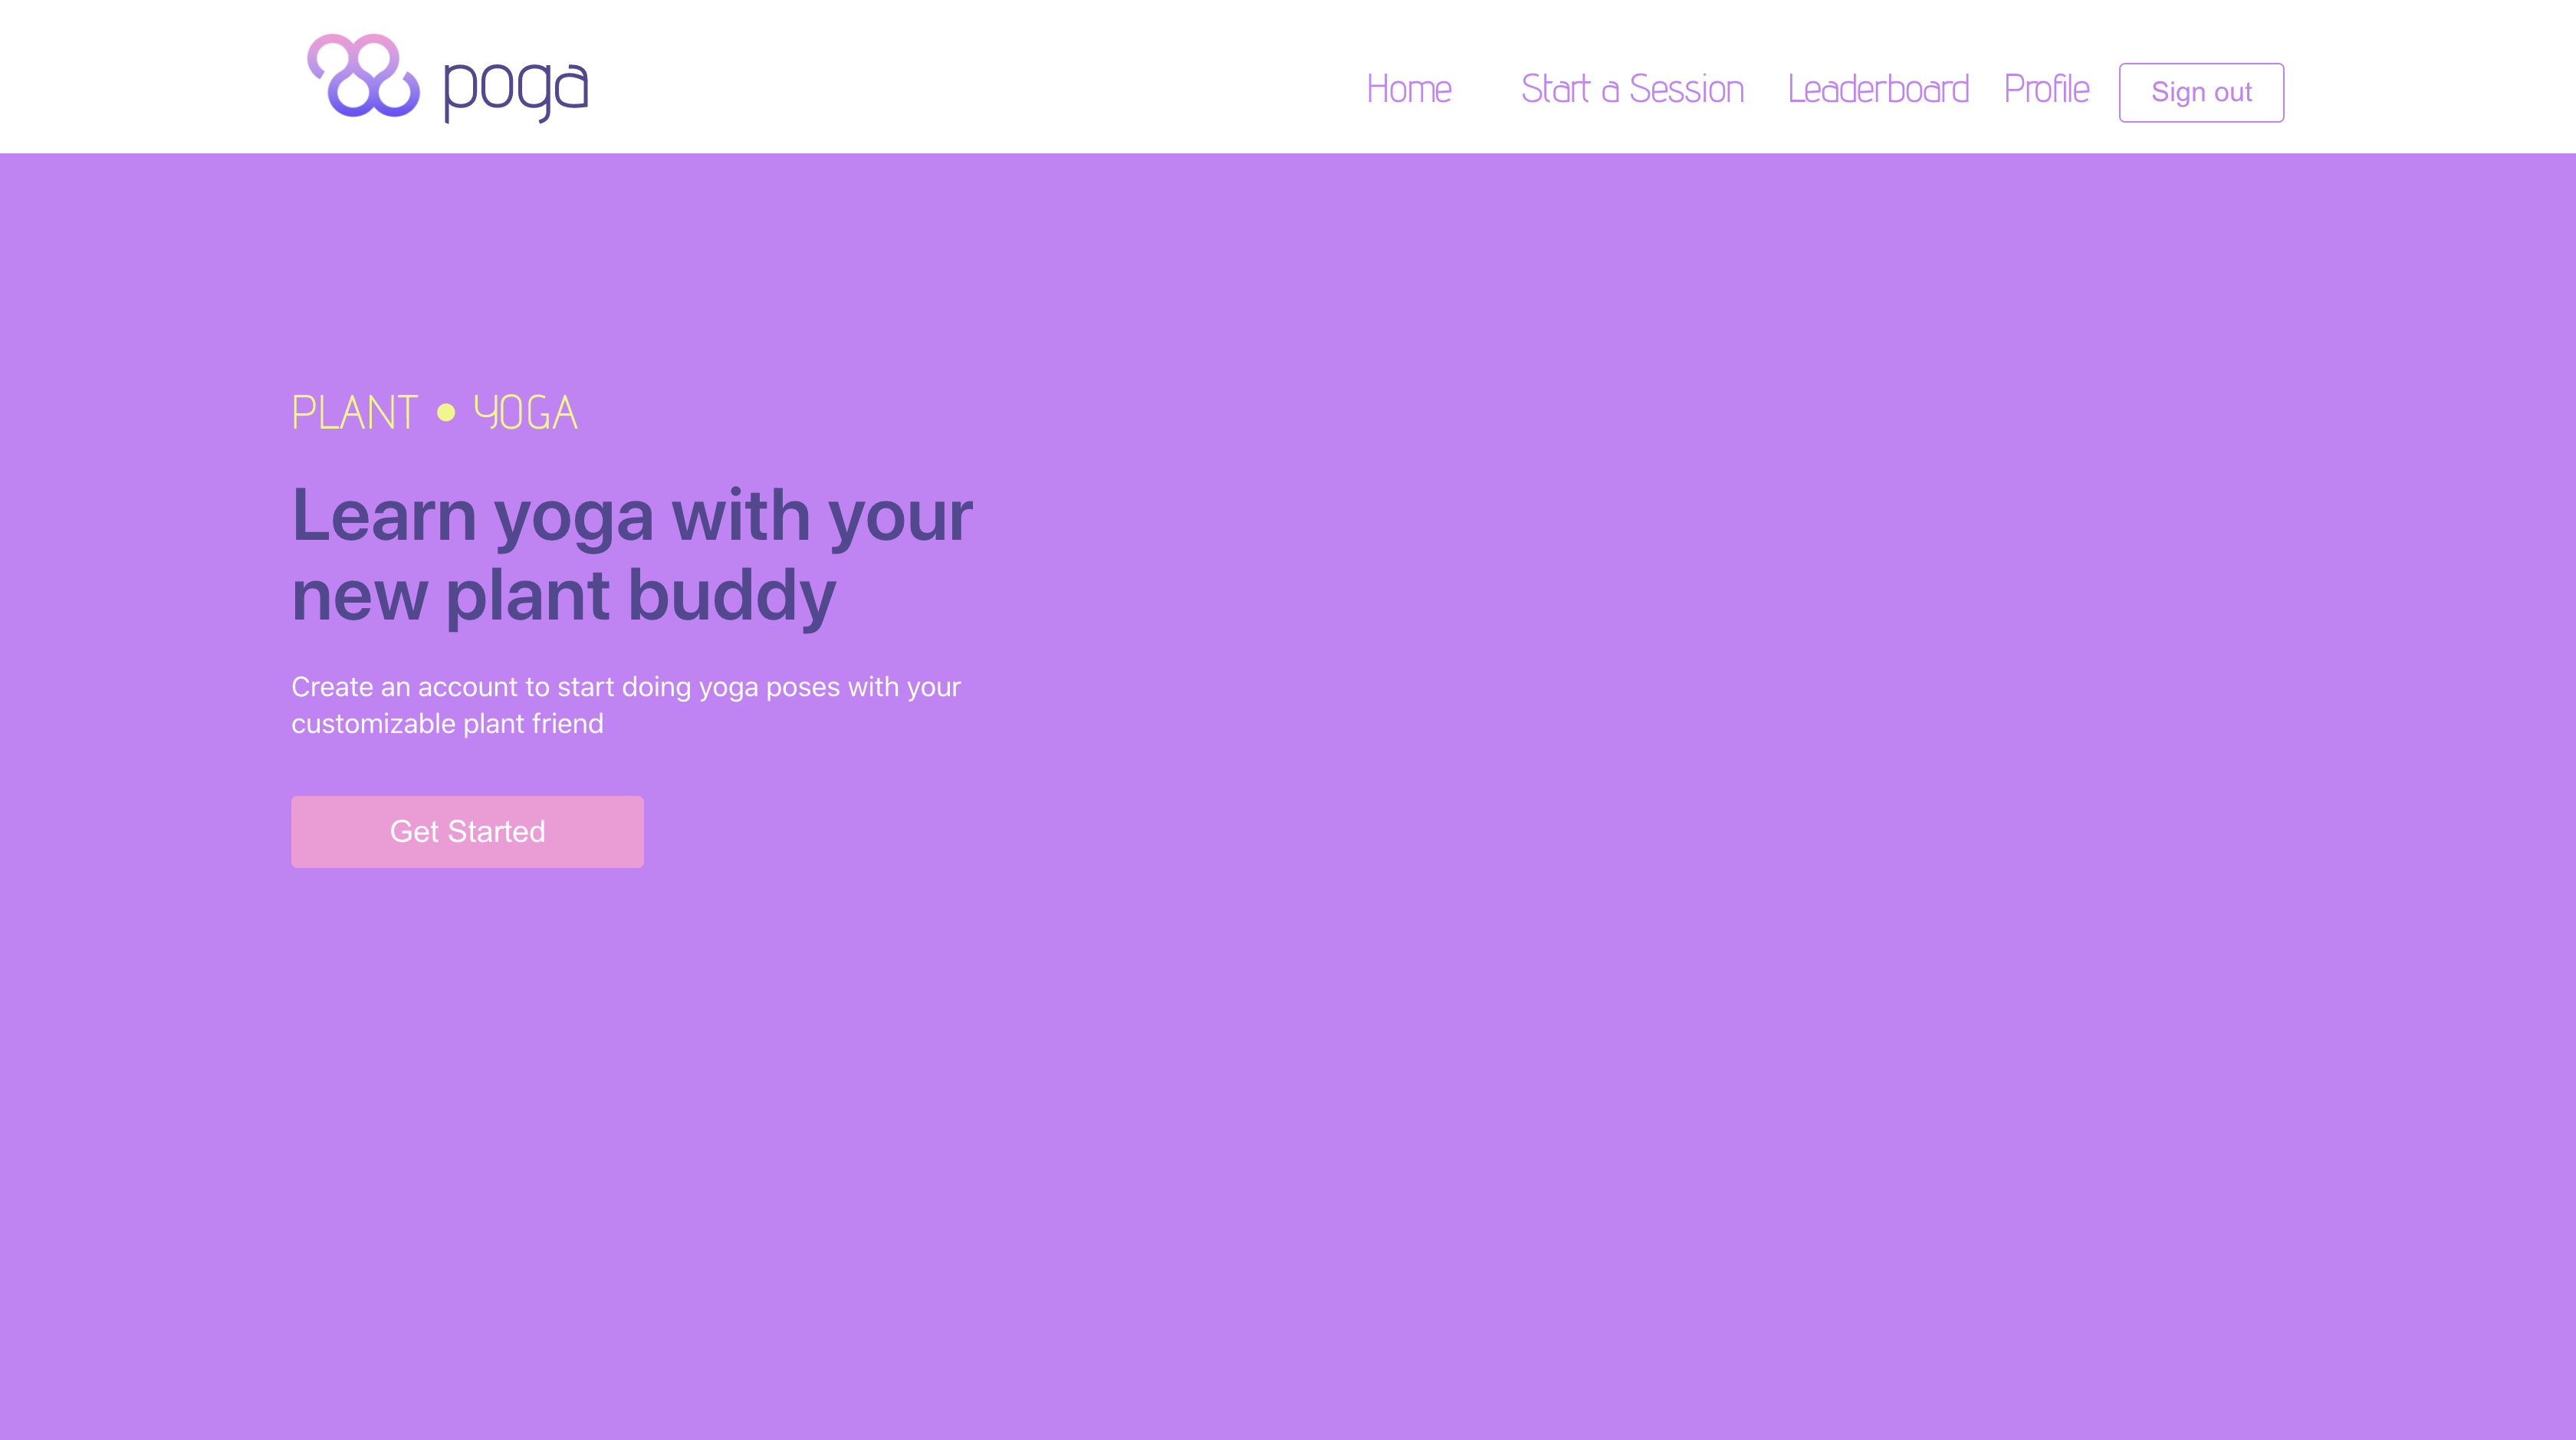 poga
Home Start a Session Leaderboard Profile Sign out
PLANT • YOGA
Learn yoga with your
new plant buddy
Create an account to start doing yoga poses with your
customizable plant friend
Get Started